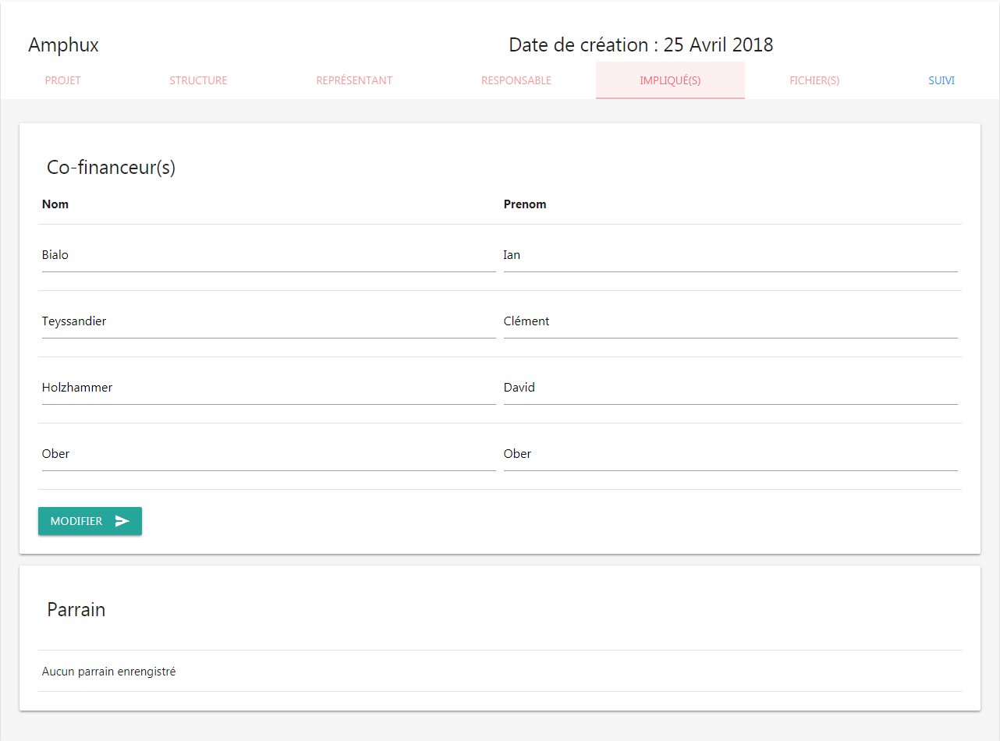 Amphux Date de création : 25 Avril 2018
PROJET STRUCTURE REPRÉSENTANT RESPONSABLE IMPLIQUÉ(S) FICHIER(S) SUIVI
Co-financeur(s)
Nom Prenom
Bialo Ian
Teyssandier Clément
Holzhammer David
Ober Ober
MODIFIER
Parrain
Aucun parrain enrengistré